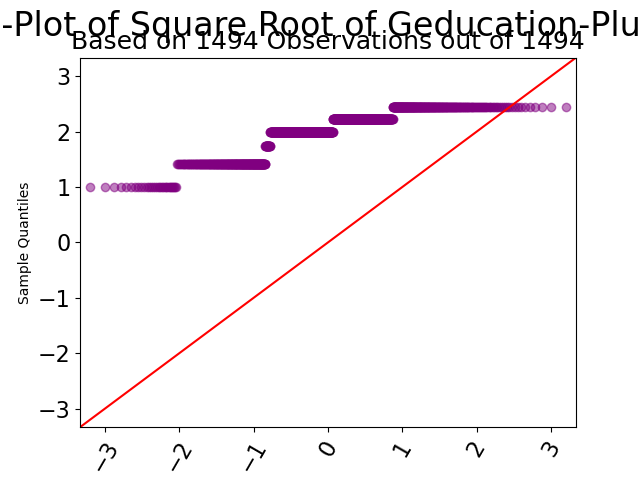 -Plot of Square Root of Geducation-Plu
Based on 1494 Observations out of 1494
Sample Quantiles
3
2
1
0
−1
−2
−3
−3 −2 −1 0 1 2 3